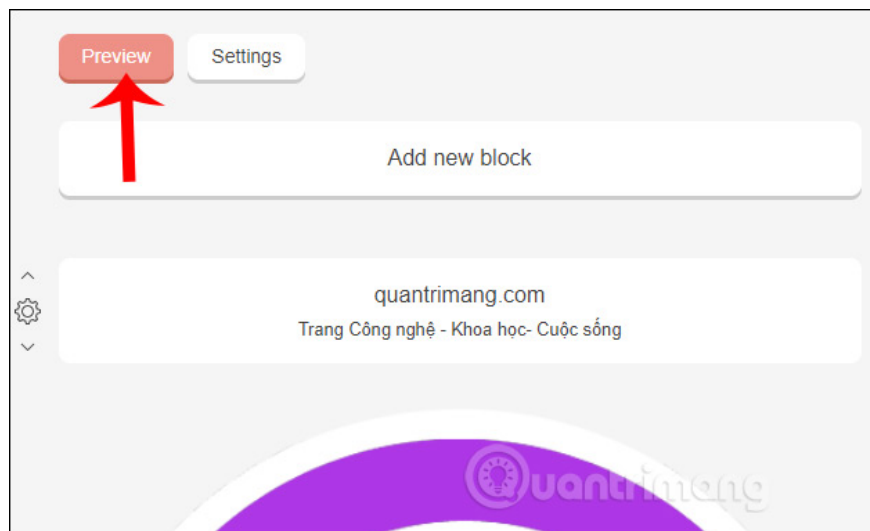 Preview
Settings
Add new block
quantrimang.com
Trang Công nghệ - Khoa học- Cuộc sống
Quantrimang